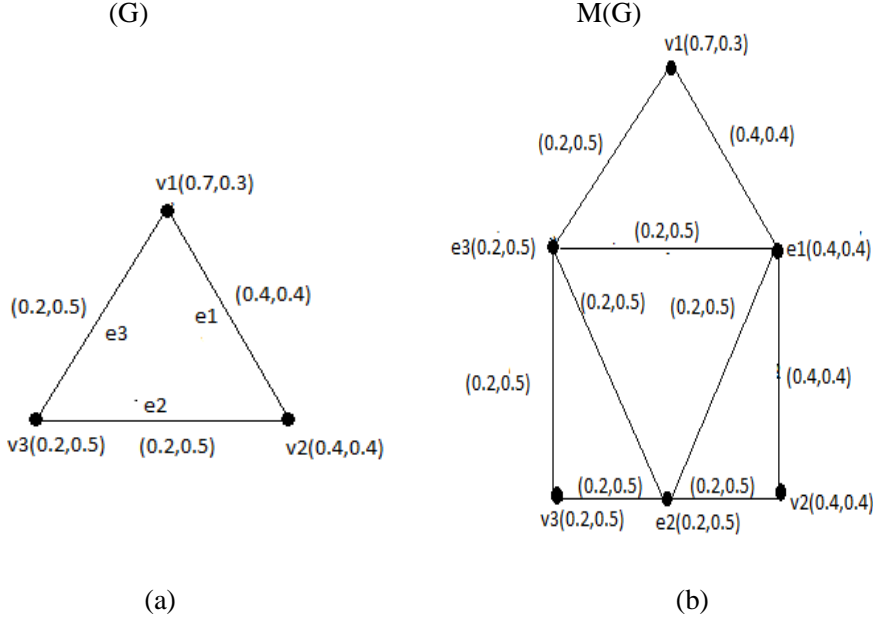 (G)
M(G)
v1(0.7,0.3)
(0.2,0.5)
(0.4,0.4)
e3
e1
e2
v3(0.2,0.5)
(0.2,0.5)
v2(0.4,0.4)
(a)
v1(0.7,0.3)
(0.2,0.5)
(0.4,0.4)
(0.2,0.5)
e3(0.2,0.5)
e1(0.4,0.4)
(0.2,0.5)
(0.2,0.5)
(0.2,0.5)
(0.4,0.4)
(0.2,0.5)
(0.2,0.5)
v3(0.2,0.5)
e2(0.2,0.5)
v2(0.4,0.4)
(b)